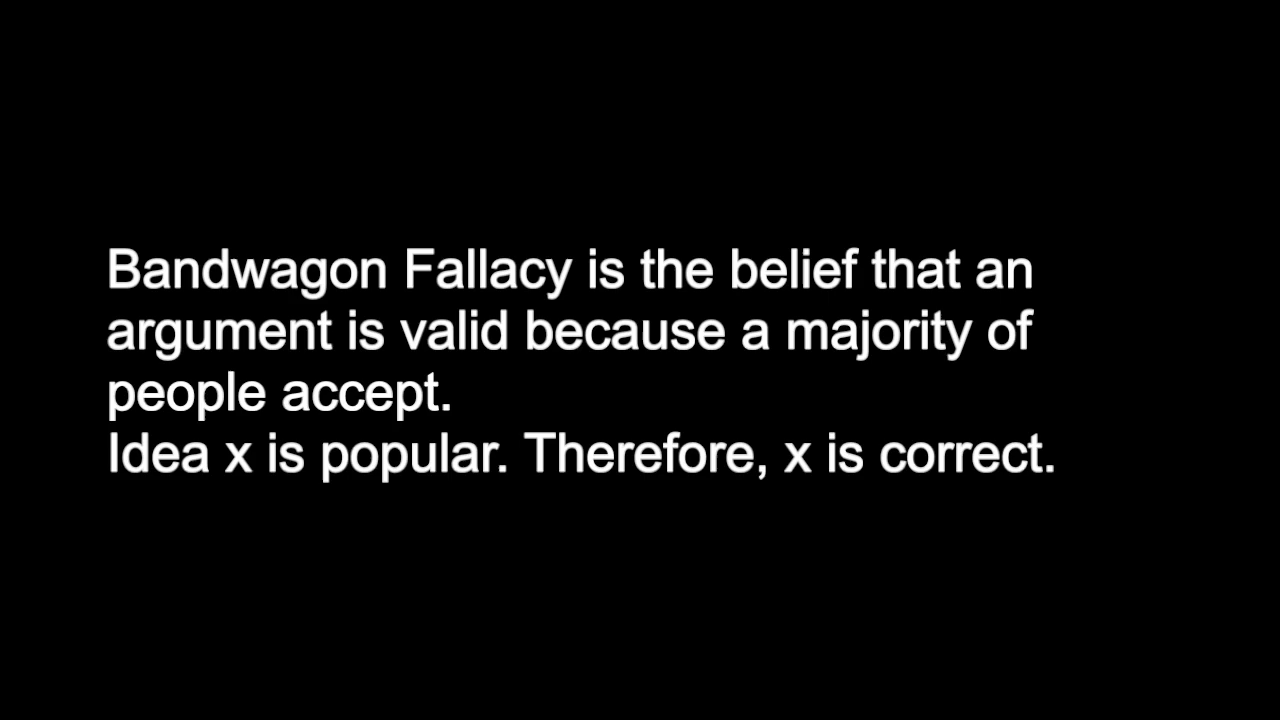 Bandwagon Fallacy is the belief that an
argument is valid because a majority of
people accept.
Idea x is popular. Therefore, x is correct.